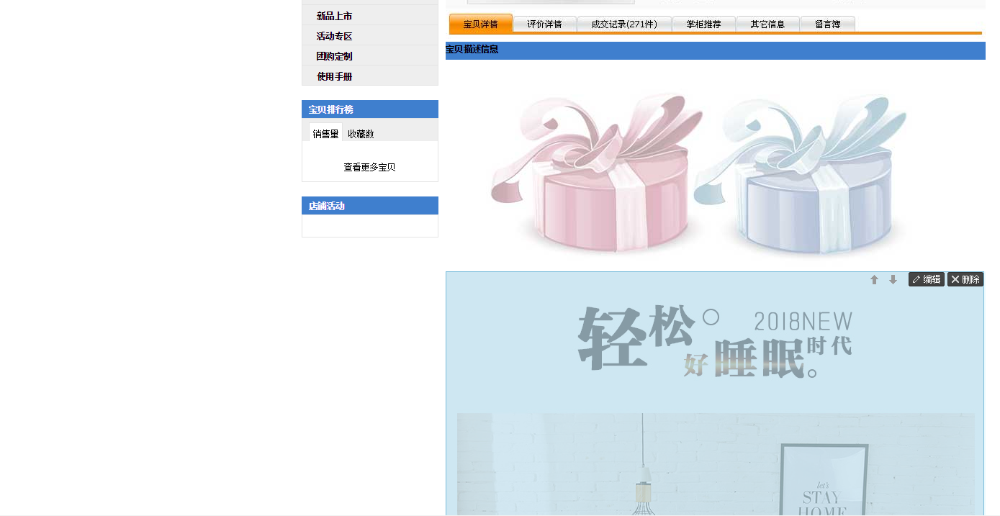 新品上市
活动专区
团购定制
使用手册
宝贝排行榜
销售量 收藏数
查看更多宝贝
店铺活动
宝贝详情 评价详情 成交记录(271件) 掌柜推荐 其它信息 留言簿
宝贝描述信息
编辑 删除
轻松。 2018NEW
好睡眠时代。
let's
STAY
HOME